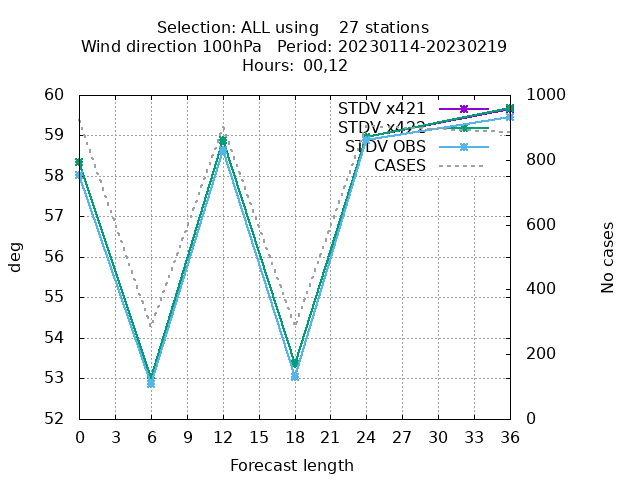 Selection: ALL using    27 stations
Wind direction 100hPa   Period: 20230114-20230219
Hours: 00,12
60 1000
STDV x421
STDV x422
59
STDV OBS
800
CASES
58
57
600
56
deg
No cases
55
400
54
200
53
52 0
0 3 6 9 12 15 18 21 24 27 30 33 36
Forecast length